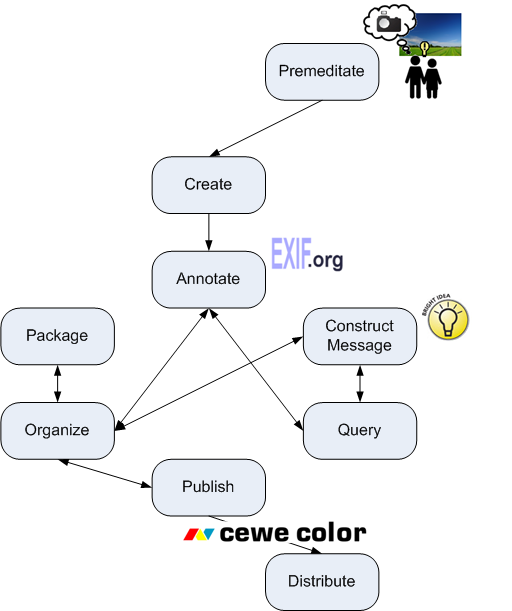 Premeditate
Create
EXIF.org
Annotate
BRIGHT IDEA
Package
Construct
Message
Organize
Query
Publish
cewe color
Distribute